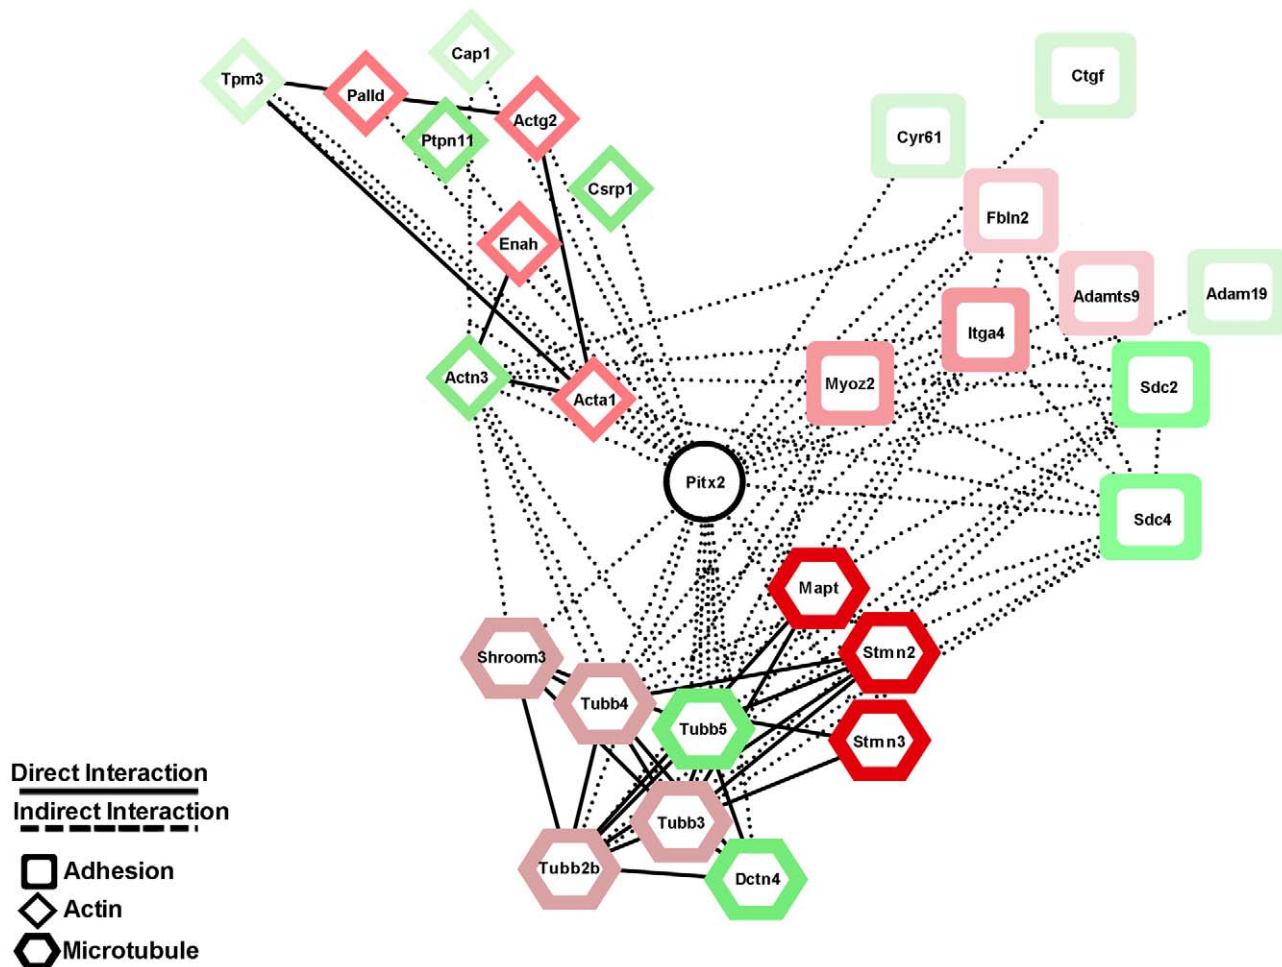 Cap1
Tpm3
Palld
Ctgf
Actg2
Ptpn11
Cyr61
Csrp1
Fbln2
Enah
Adamts9
Adam19
Itga4
Actn3
Acta1
Myoz2
Sdc2
Pitx2
Sdc4
Mapt
Shroom3
Stmn2
Tubb4
Tubb5
Stmn3
Direct Interaction
Indirect Interaction
Tubb3
Tubb2b
Dctn4
Adhesion
Actin
Microtubule